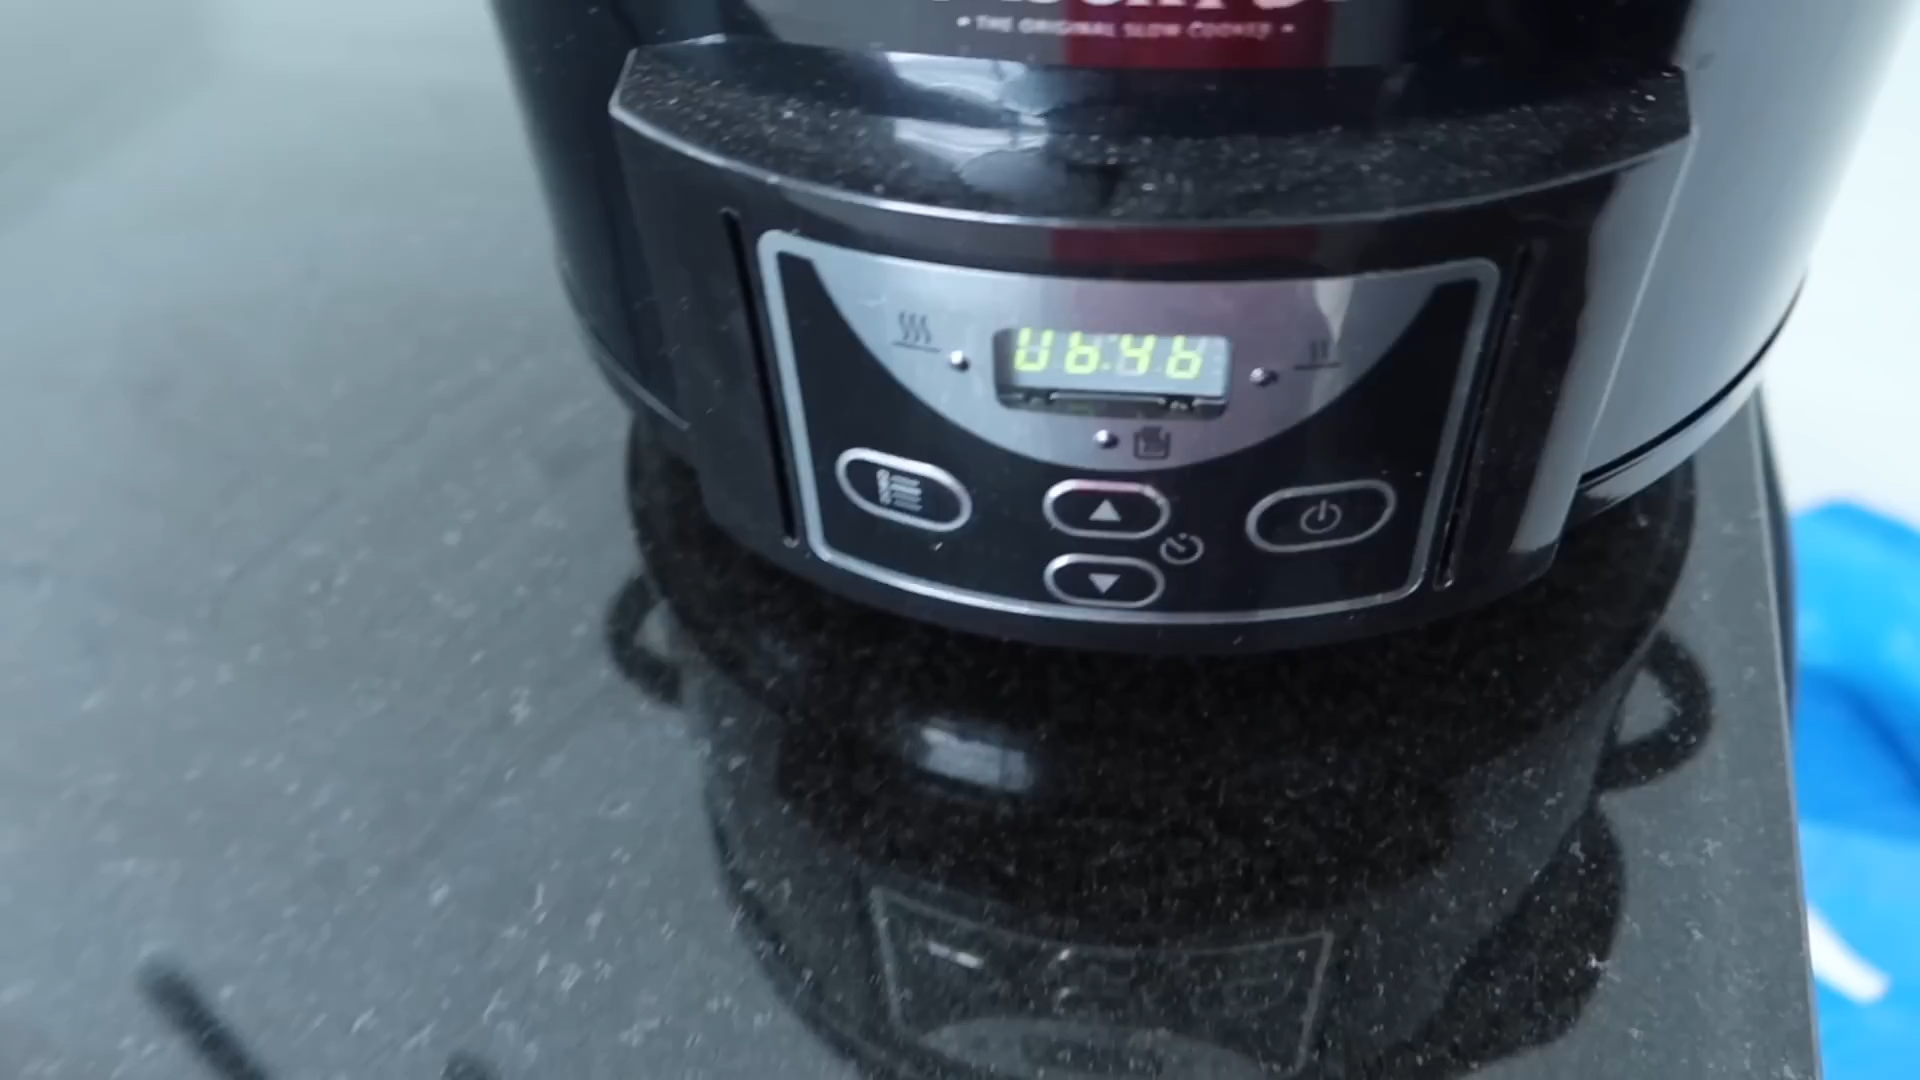 • THE ORIGINAL SLOW COOKER •
06:46